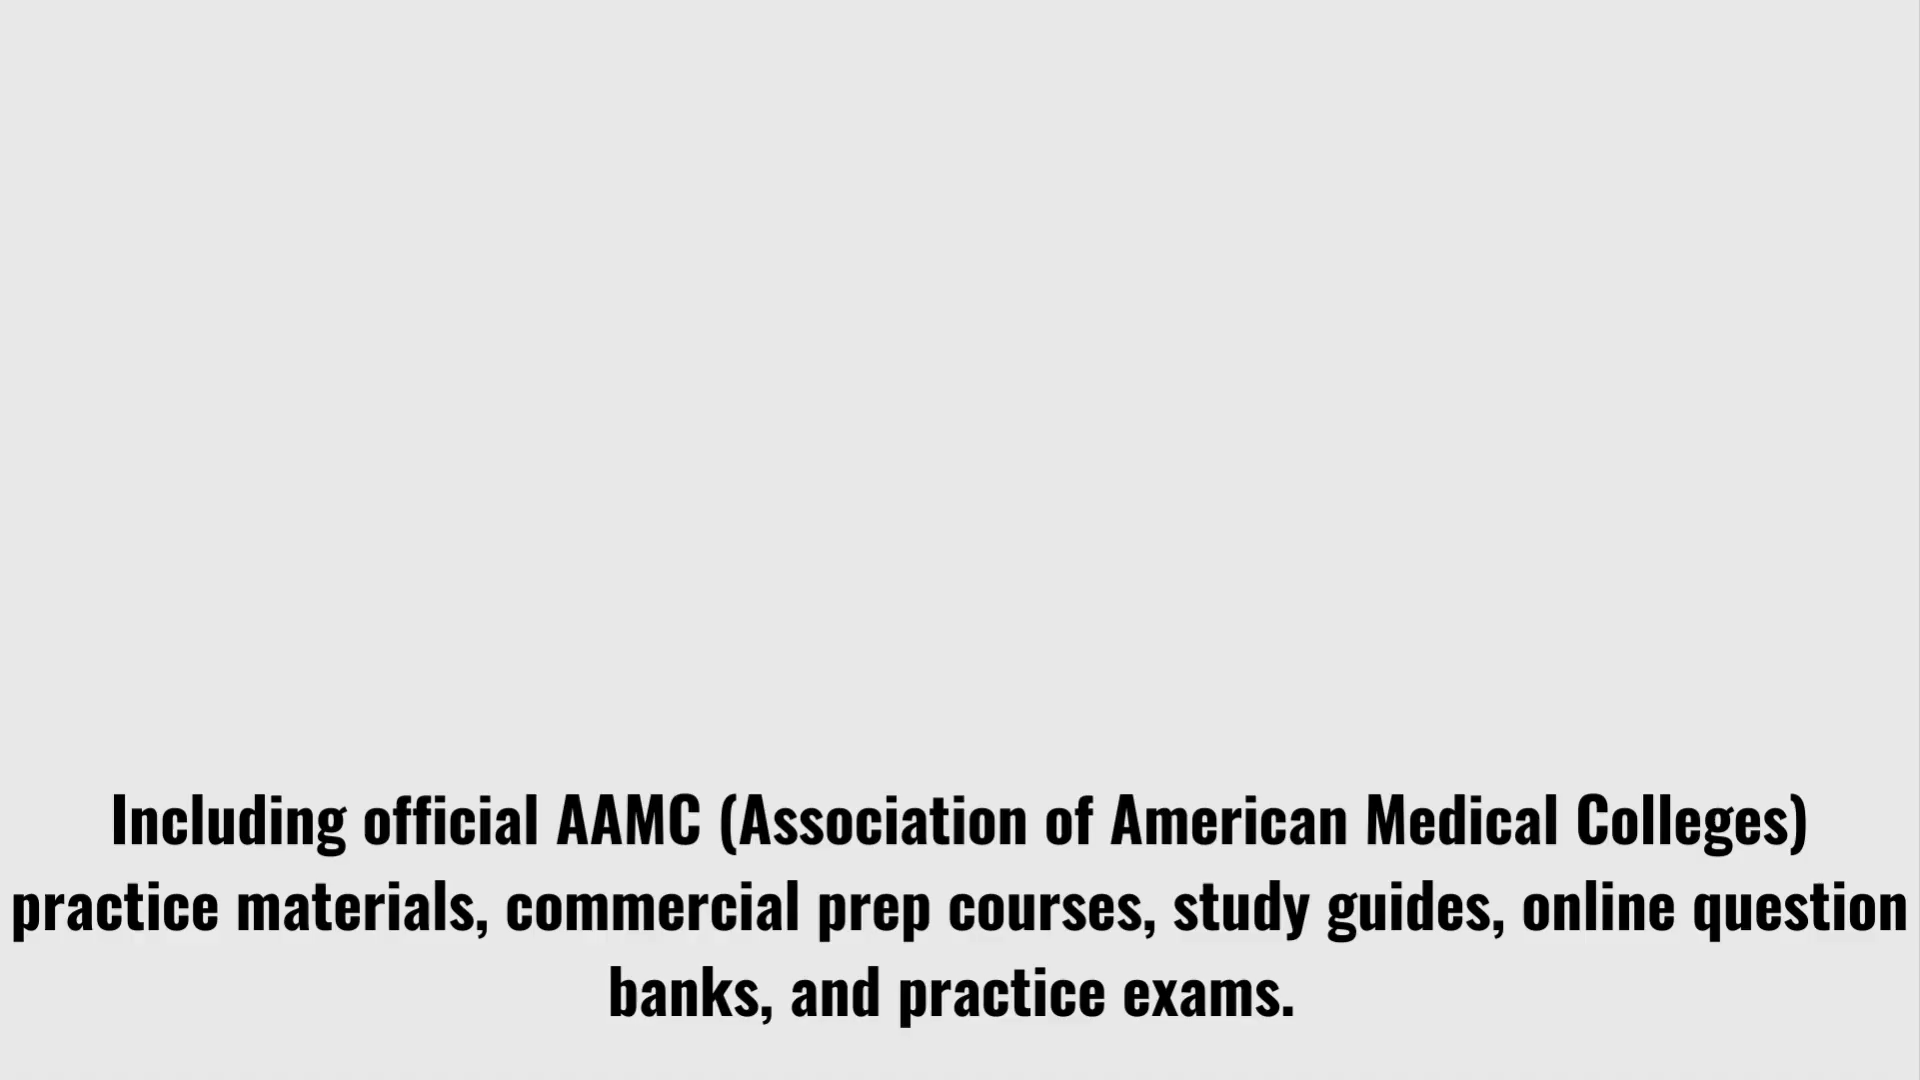 Including official AAMC (Association of American Medical Colleges)
practice materials, commercial prep courses, study guides, online question
banks, and practice exams.